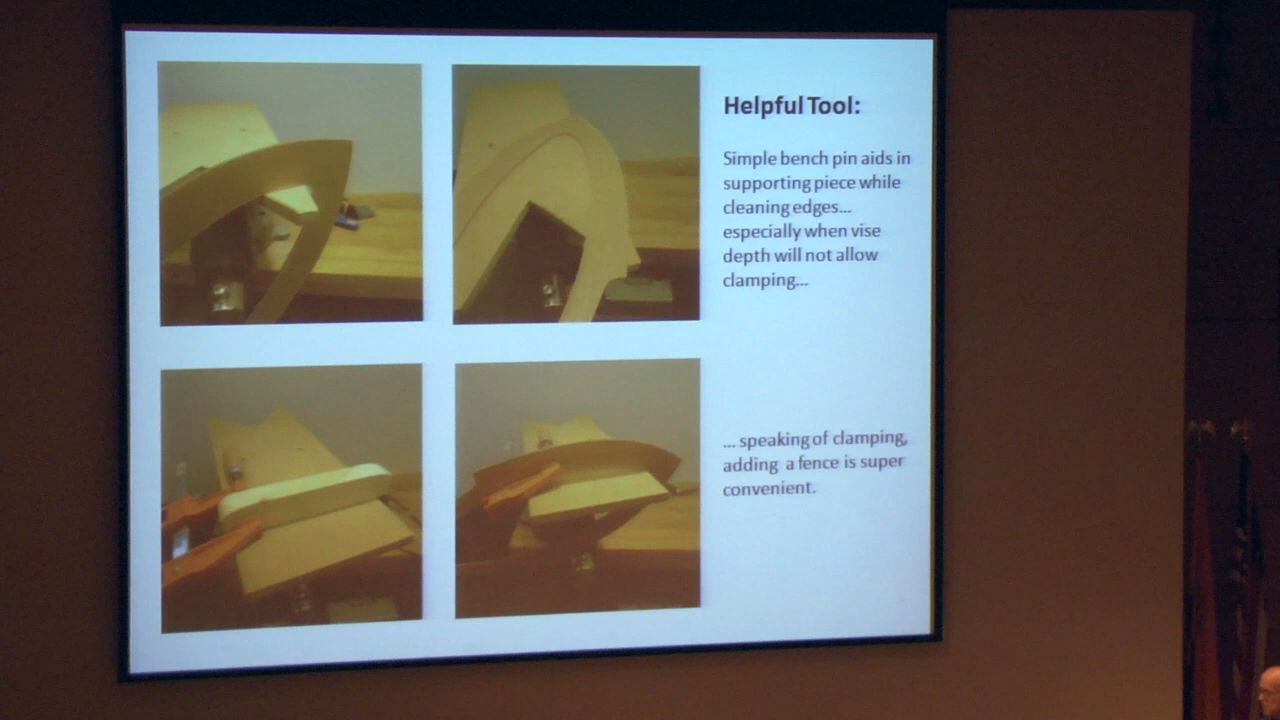 Helpful Tool:
Simple bench pin aids in
supporting piece while
cleaning edges...
especially when vise
depth will not allow
clamping...
... speaking of clamping,
adding a fence is super
convenient.